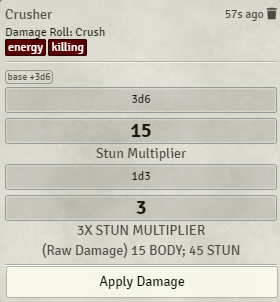 Crusher 57s ago
Damage Roll: Crush
energy killing
base +3d6
3d6
15
Stun Multiplier
1d3
3
3X STUN MULTIPLIER
(Raw Damage) 15 BODY; 45 STUN
Apply Damage